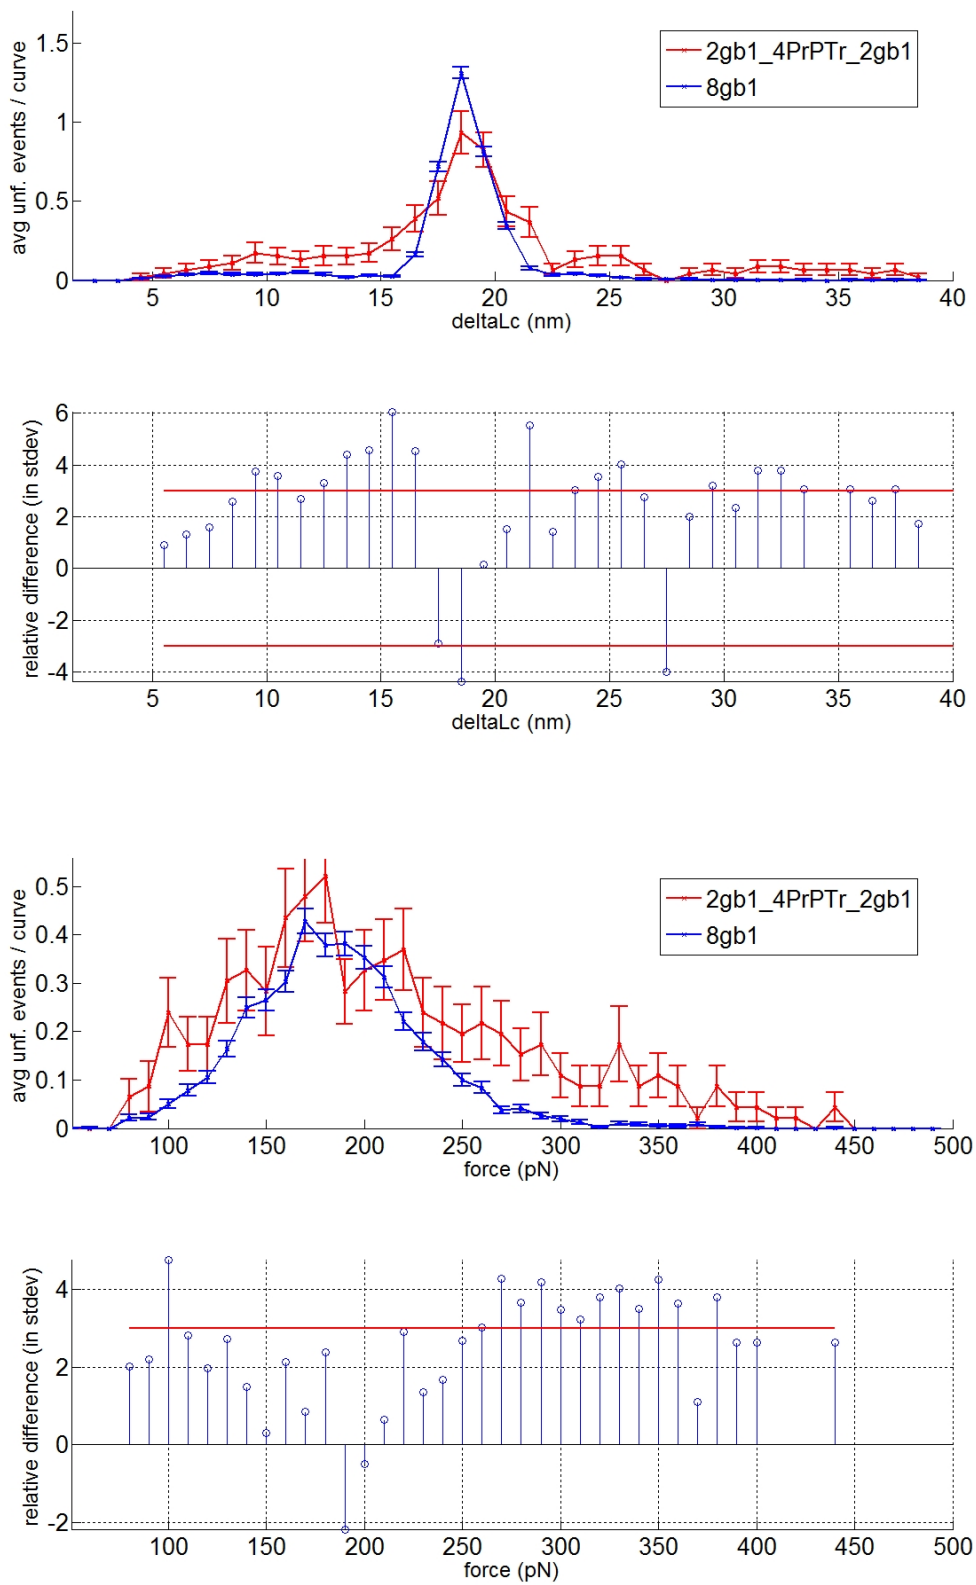 avg unf. events / curve
1.5
1
0.5
0
2gb1_4PrPTr_2gb1
8gb1
5 10 15 20 25 30 35 40
deltaLc (nm)
relative difference (in stdev)
6
4
2
0
-2
-4
5 10 15 20 25 30 35 40
deltaLc (nm)
avg unf. events / curve
0.5
0.4
0.3
0.2
0.1
0
2gb1_4PrPTr_2gb1
8gb1
100 150 200 250 300 350 400 450 500
force (pN)
relative difference (in stdev)
4
2
0
-2
100 150 200 250 300 350 400 450 500
force (pN)